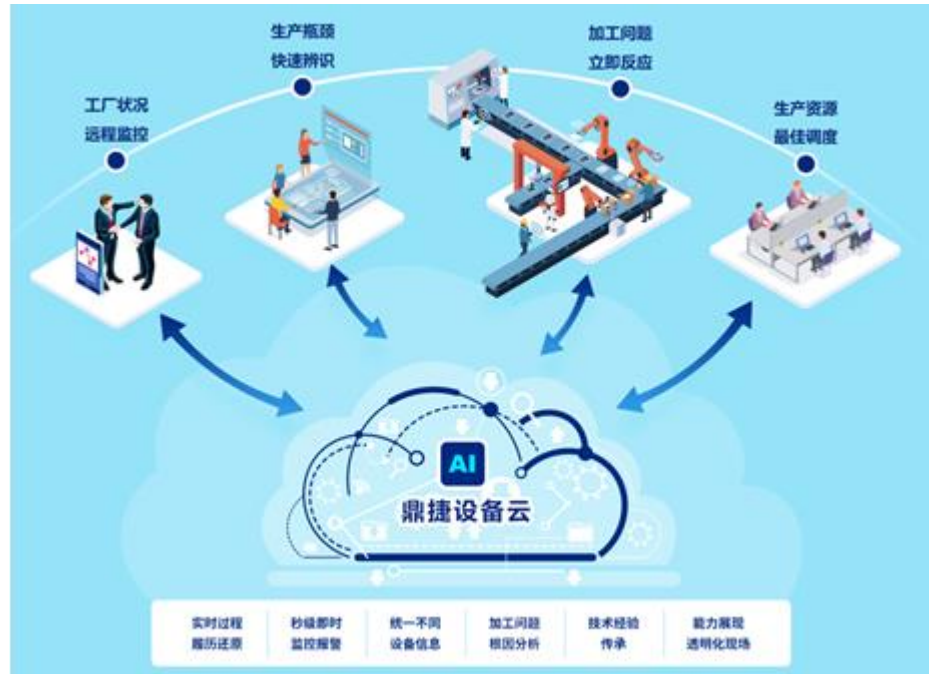 生产瓶颈
快速辨识
加工问题
立即反应
工厂状况
远程监控
生产资源
最佳调度
AI
鼎捷设备云
实时过程
履历还原
秒级即时
监控报警
统一不同
设备信息
加工问题
根因分析
技术经验
传承
能力展现
透明化现场